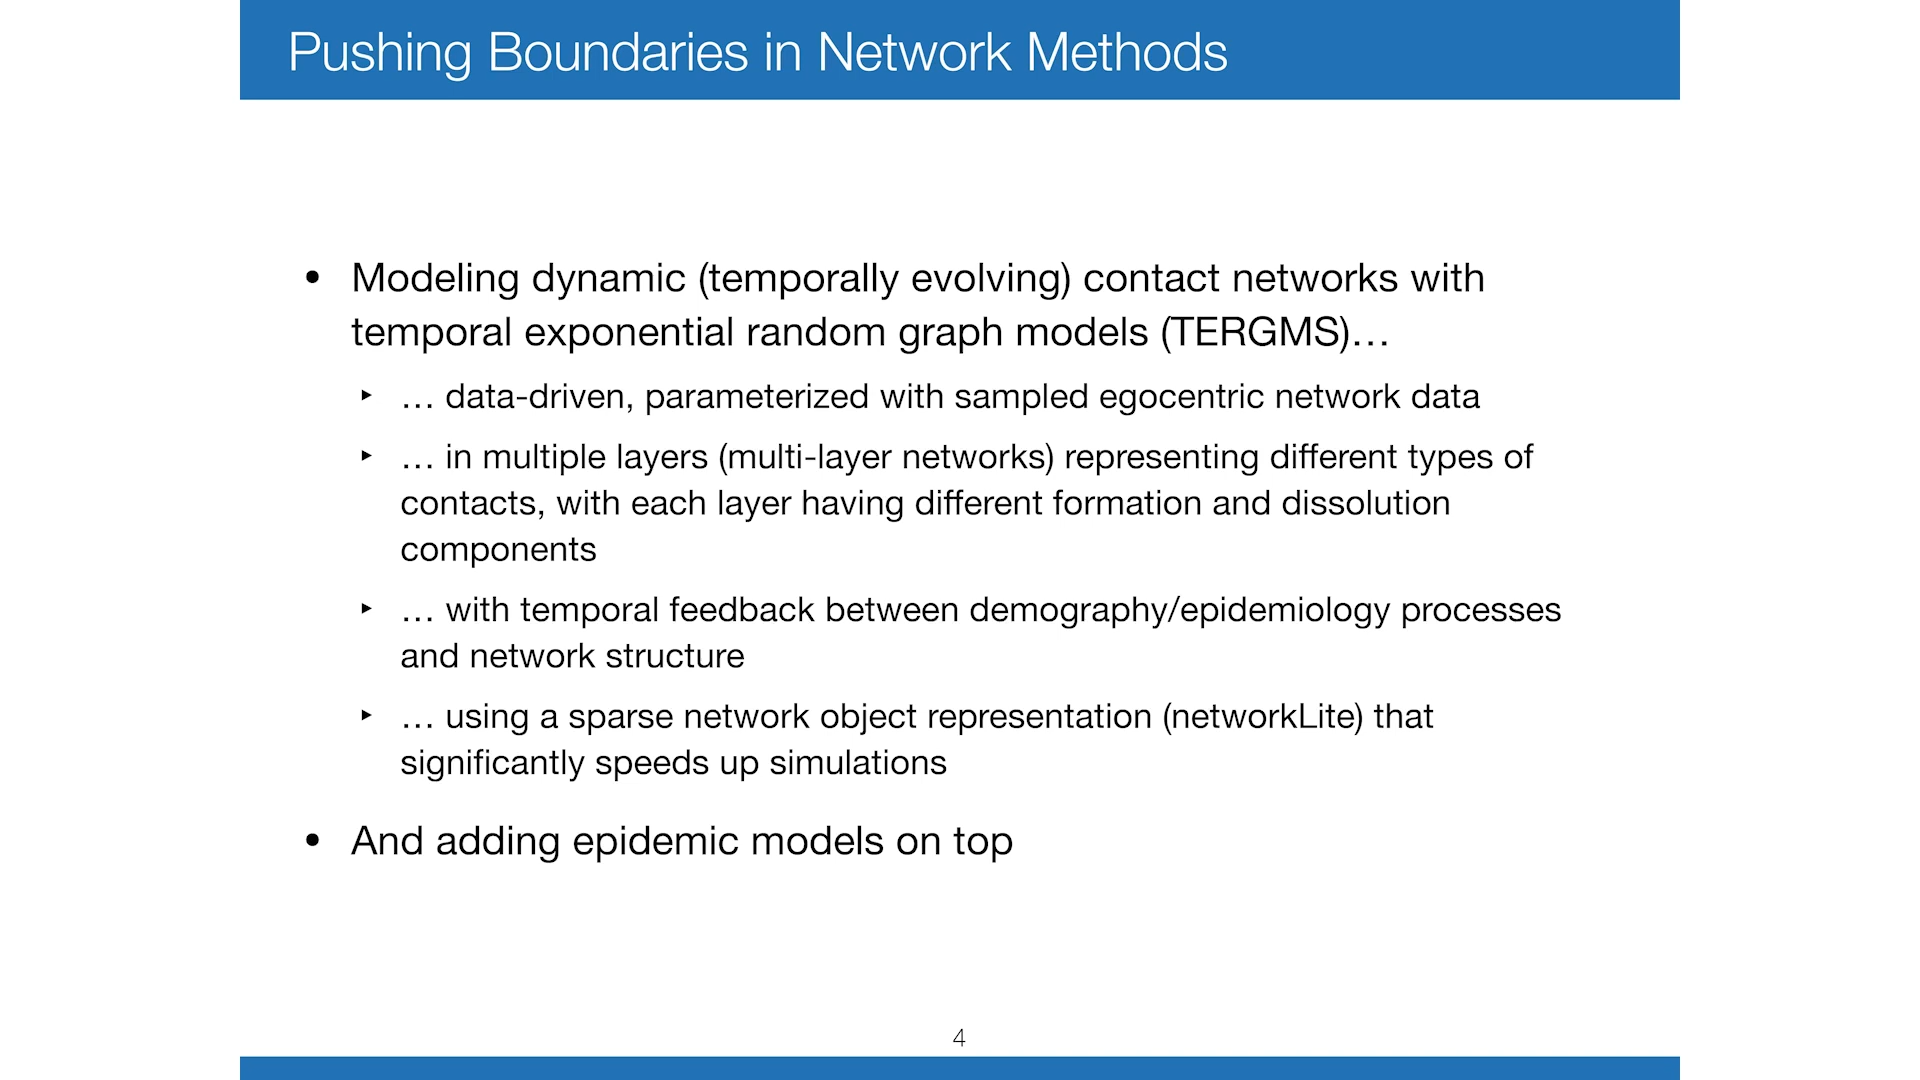 Pushing Boundaries in Network Methods
• Modeling dynamic (temporally evolving) contact networks with
temporal exponential random graph models (TERGMS)…
‣ … data-driven, parameterized with sampled egocentric network data
‣ … in multiple layers (multi-layer networks) representing different types of
contacts, with each layer having different formation and dissolution
components
‣ … with temporal feedback between demography/epidemiology processes
and network structure
‣ … using a sparse network object representation (networkLite) that
significantly speeds up simulations
• And adding epidemic models on top
4